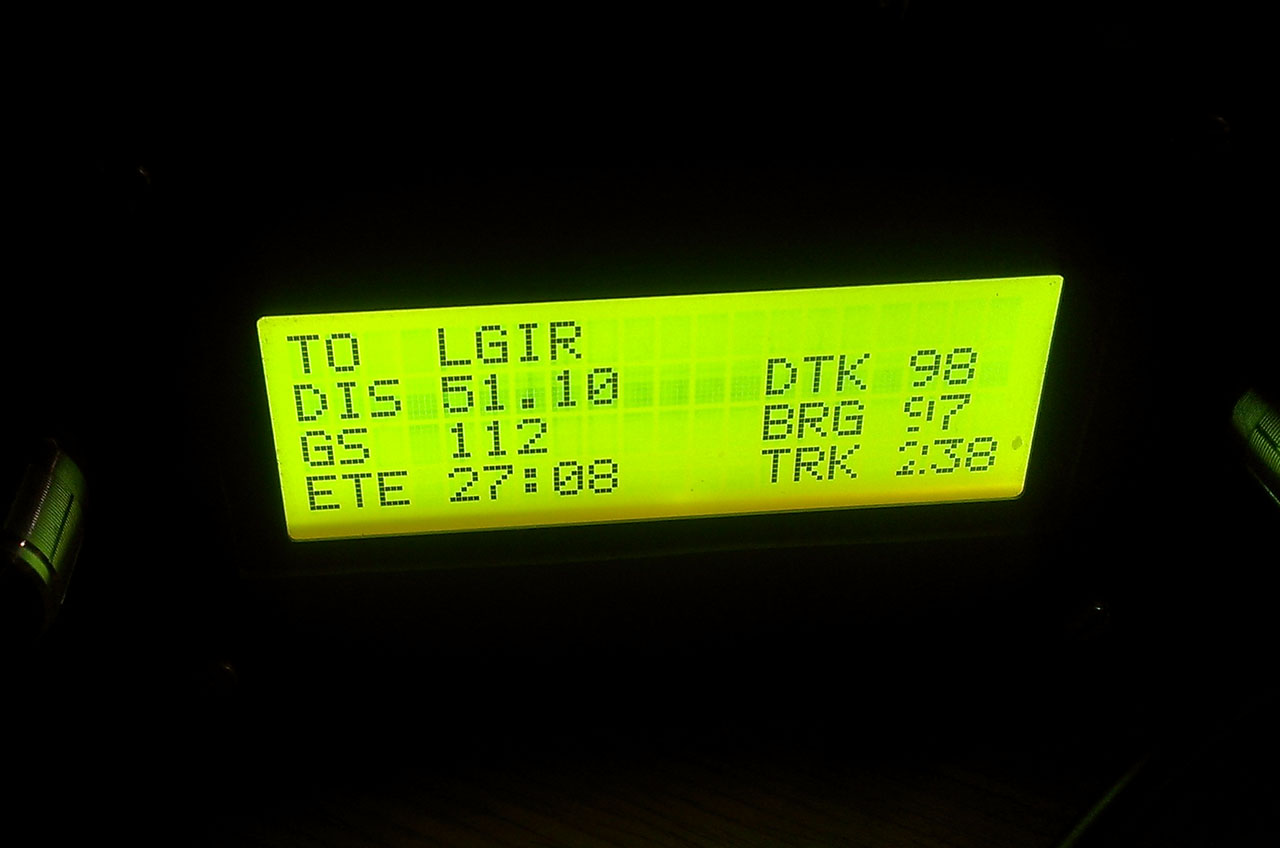 TO LGIR
DIS 51.10 DTK 98
GS 112 BRG 97
ETE 27:08 TRK 238